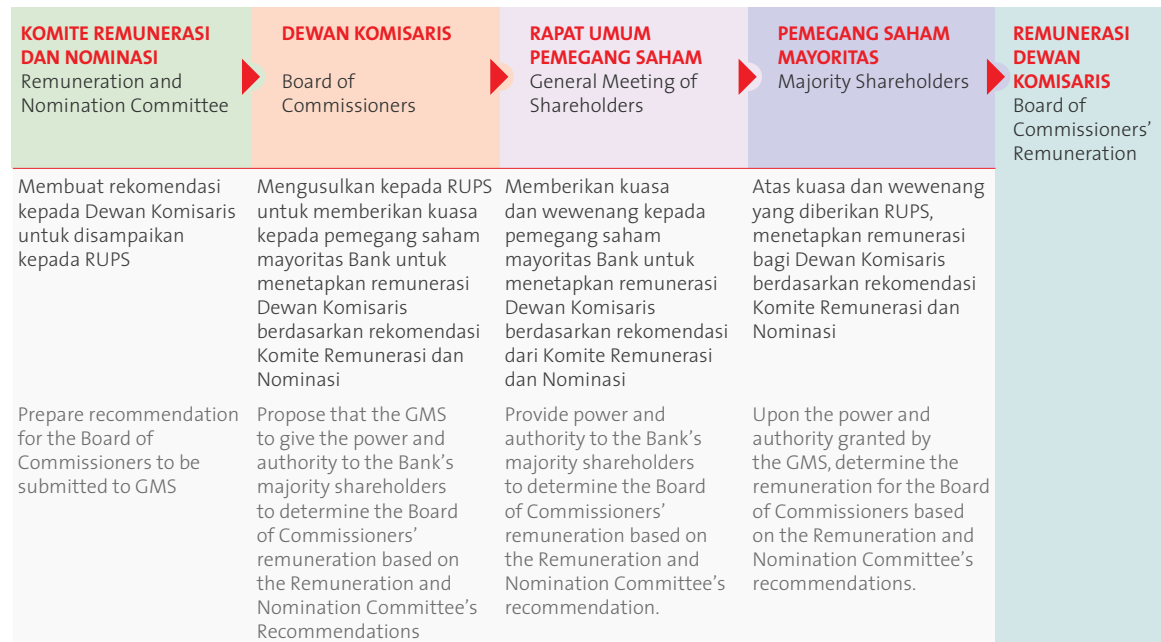 KOMITE REMUNERASI
DAN NOMINASI
Remuneration and
Nomination Committee
DEWAN KOMISARIS
Board of
Commissioners
RAPAT UMUM
PEMEGANG SAHAM
General Meeting of
Shareholders
PEMEGANG SAHAM
MAYORITAS
Majority Shareholders
REMUNERASI
DEWAN
KOMISARIS
Board of
Commissioners’
Remuneration
Membuat rekomendasi
kepada Dewan Komisaris
untuk disampaikan
kepada RUPS
Mengusulkan kepada RUPS
untuk memberikan kuasa
kepada pemegang saham
mayoritas Bank untuk
menetapkan remunerasi
Dewan Komisaris
berdasarkan rekomendasi
Komite Remunerasi dan
Nominasi
Memberikan kuasa
dan wewenang kepada
pemegang saham
mayoritas Bank untuk
menetapkan remunerasi
Dewan Komisaris
berdasarkan rekomendasi
dari Komite Remunerasi
dan Nominasi
Atas kuasa dan wewenang
yang diberikan RUPS,
menetapkan remunerasi
bagi Dewan Komisaris
berdasarkan rekomendasi
Komite Remunerasi dan
Nominasi
Prepare recommendation
for the Board of
Commissioners to be
submitted to GMS
Propose that the GMS
to give the power and
authority to the Bank’s
majority shareholders
to determine the Board
of Commissioners’
remuneration based on
the Remuneration and
Nomination Committee’s
Recommendations
Provide power and
authority to the Bank’s
majority shareholders
to determine the Board
of Commissioners’
remuneration based on
the Remuneration and
Nomination Committee’s
recommendation.
Upon the power and
authority granted by
the GMS, determine the
remuneration for the Board
of Commissioners based
on the Remuneration and
Nomination Committee’s
recommendations.